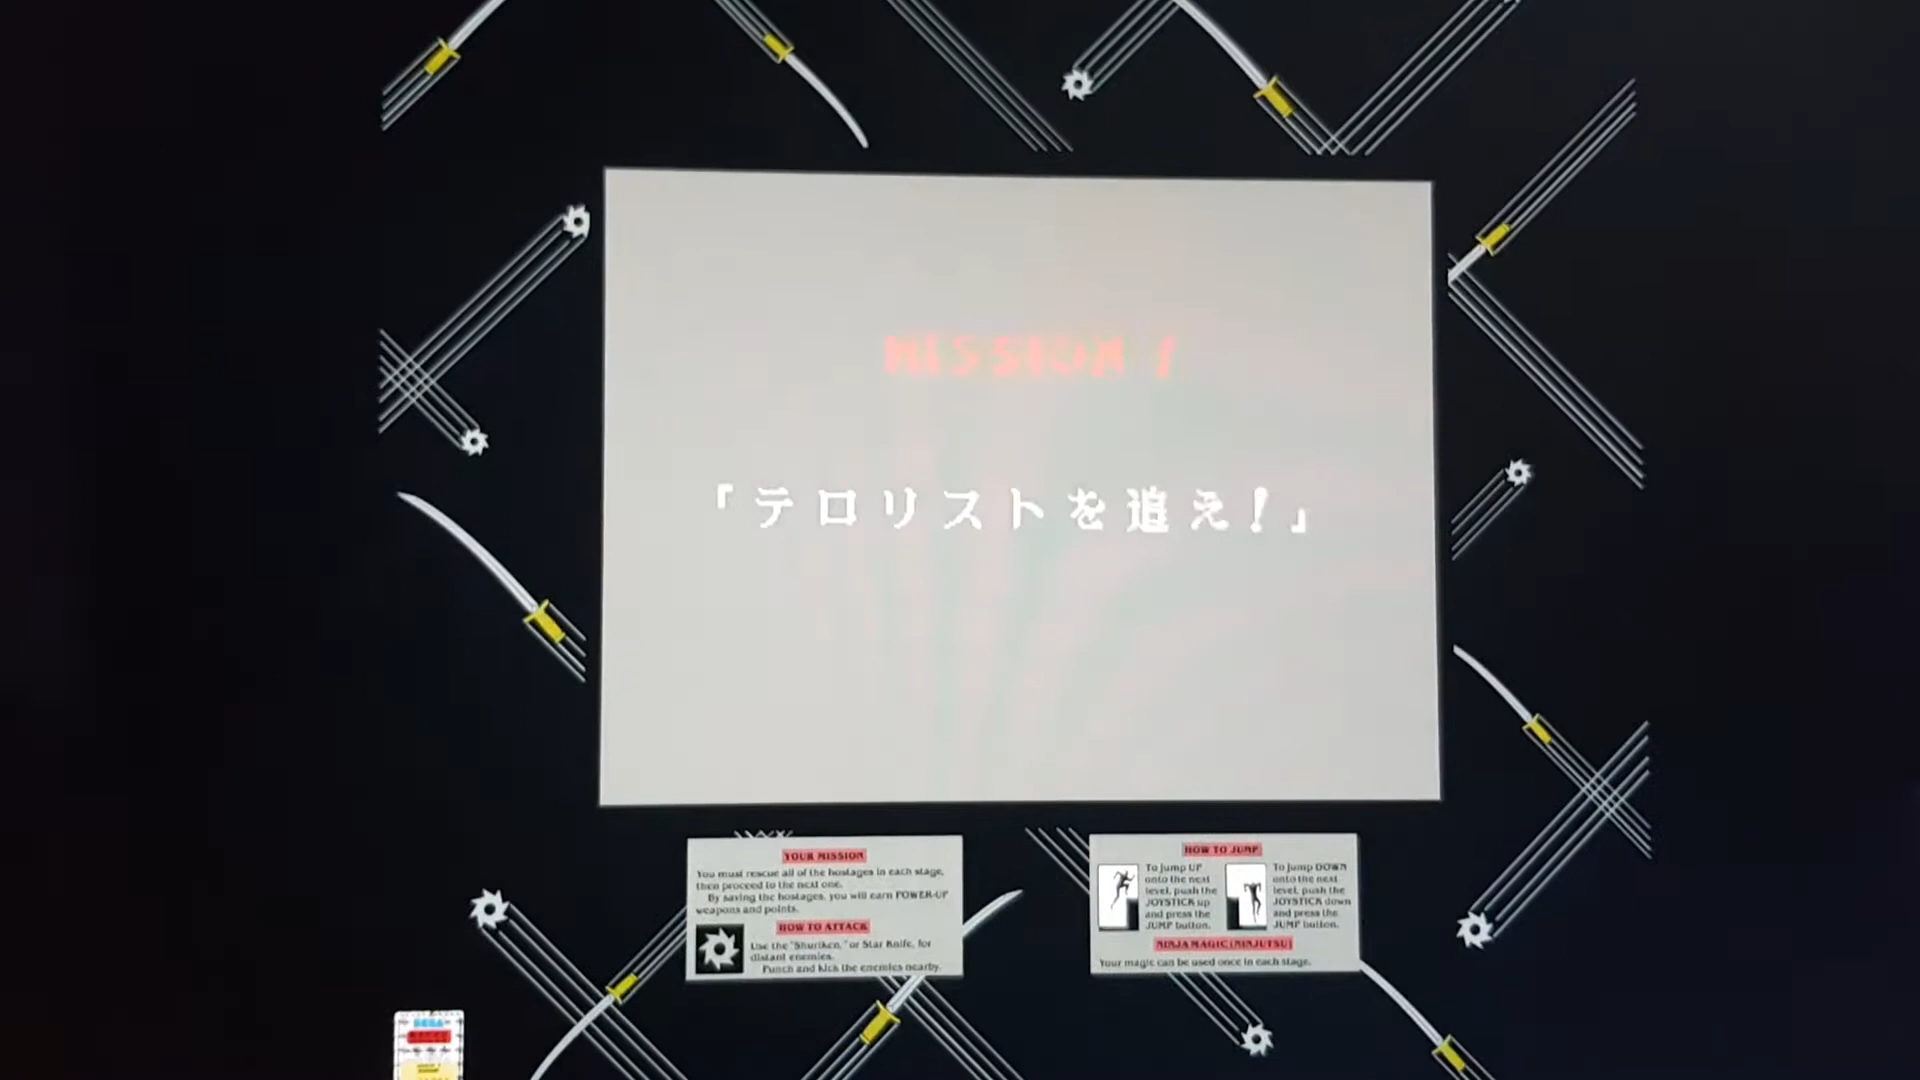 MISSION 1
「テロリストを追え!」
YOUR MISSION
You must rescue all of the hostages in each stage,
then proceed to the next one.
By saving the hostages, you will earn POWER-UP
weapons and points.
HOW TO ATTACK
Use the "Shuriken," or Star Knife, for
distant enemies.
Punch and kick the enemies nearby.
HOW TO JUMP
To jump UP
onto the next
level, push the
JOYSTICK up
and press the
JUMP button.
To jump DOWN
onto the next
level, push the
JOYSTICK down
and press the
JUMP button.
NINJA MAGIC (NINJUTSU)
Your magic can be used once in each stage.
SEGA